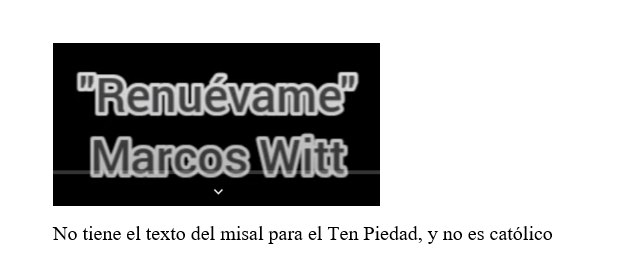 "Renuévame"
Marcos Witt
No tiene el texto del misal para el Ten Piedad, y no es católico